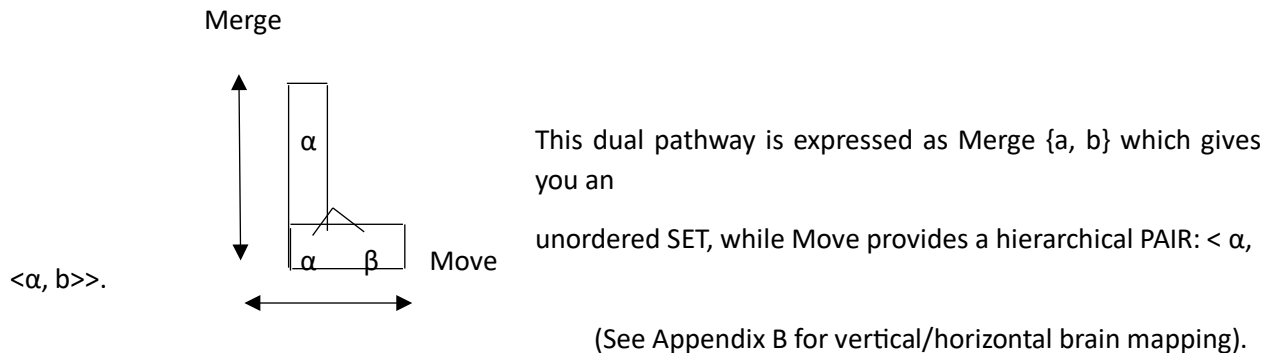 Merge
α
This dual pathway is expressed as Merge {a, b} which gives
you an
unordered SET, while Move provides a hierarchical PAIR: < α,
α β Move
<α, b>>.
(See Appendix B for vertical/horizontal brain mapping).